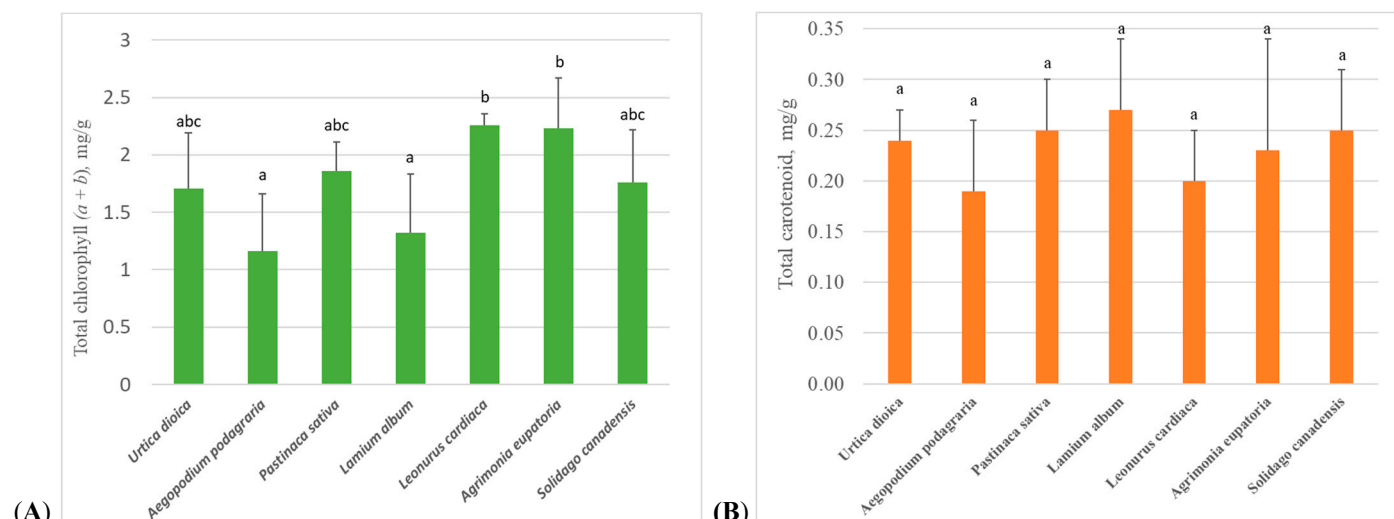 Total chlorophyll (a + b), mg/g
3
2.5
2
1.5
1
0.5
0
abc
a
abc
a
b
b
abc
Urtica dioica
Aegopodium podagraria
Pastinaca sativa
Lamium album
Leonurus cardiaca
Agrimonia eupatoria
Solidago canadensis
(A)
Total carotenoid, mg/g
0.35
0.30
0.25
0.20
0.15
0.10
0.05
0.00
a
a
a
a
a
a
a
Urtica dioica
Aegopodium podagraria
Pastinaca sativa
Lamium album
Leonurus cardiaca
Agrimonia eupatoria
Solidago canadensis
(B)